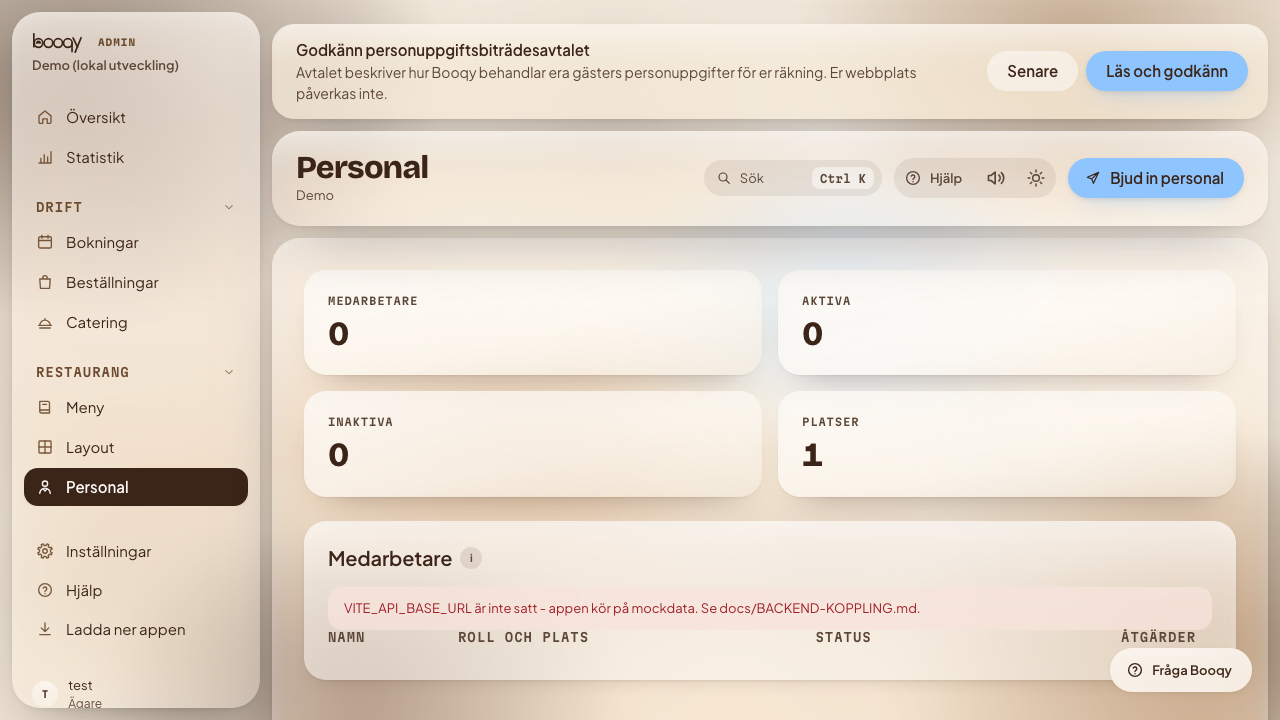 booqy ADMIN
Demo (lokal utveckling)
Översikt
Statistik
DRIFT
Bokningar
Beställningar
Catering
RESTAURANG
Meny
Layout
Personal
Inställningar
Hjälp
Ladda ner appen
T test
Ägare
Godkänn personuppgiftsbiträdesavtalet
Avtalet beskriver hur Booqy behandlar era gästers personuppgifter för er räkning. Er webbplats
påverkas inte.
Senare
Läs och godkänn
Personal
Demo
Sök Ctrl K
Hjälp
Bjud in personal
MEDARBETARE
0
AKTIVA
0
INAKTIVA
0
PLATSER
1
Medarbetare i
VITE_API_BASE_URL är inte satt - appen kör på mockdata. Se docs/BACKEND-KOPPLING.md.
NAMN ROLL OCH PLATS STATUS ÅTGÄRDER
Fråga Booqy